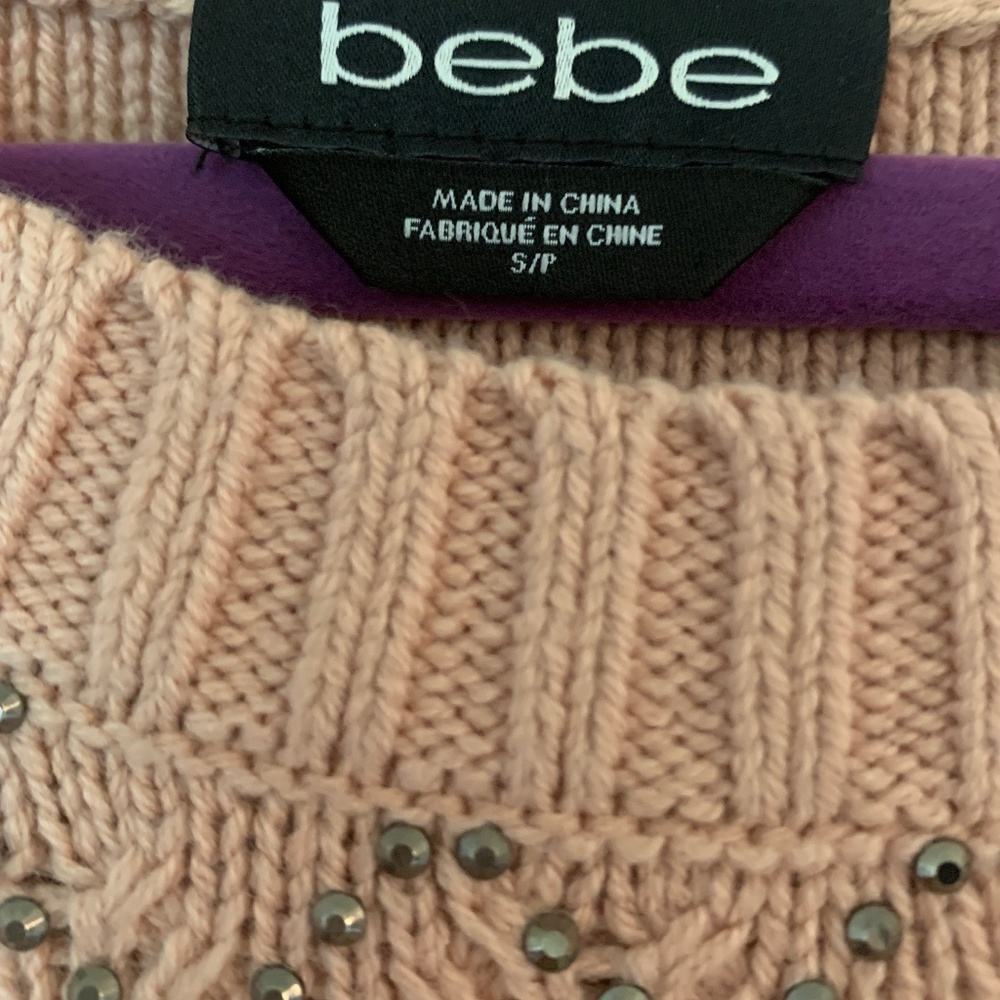 bebe
MADE IN CHINA
FABRIQUÉ EN CHINE
S/P